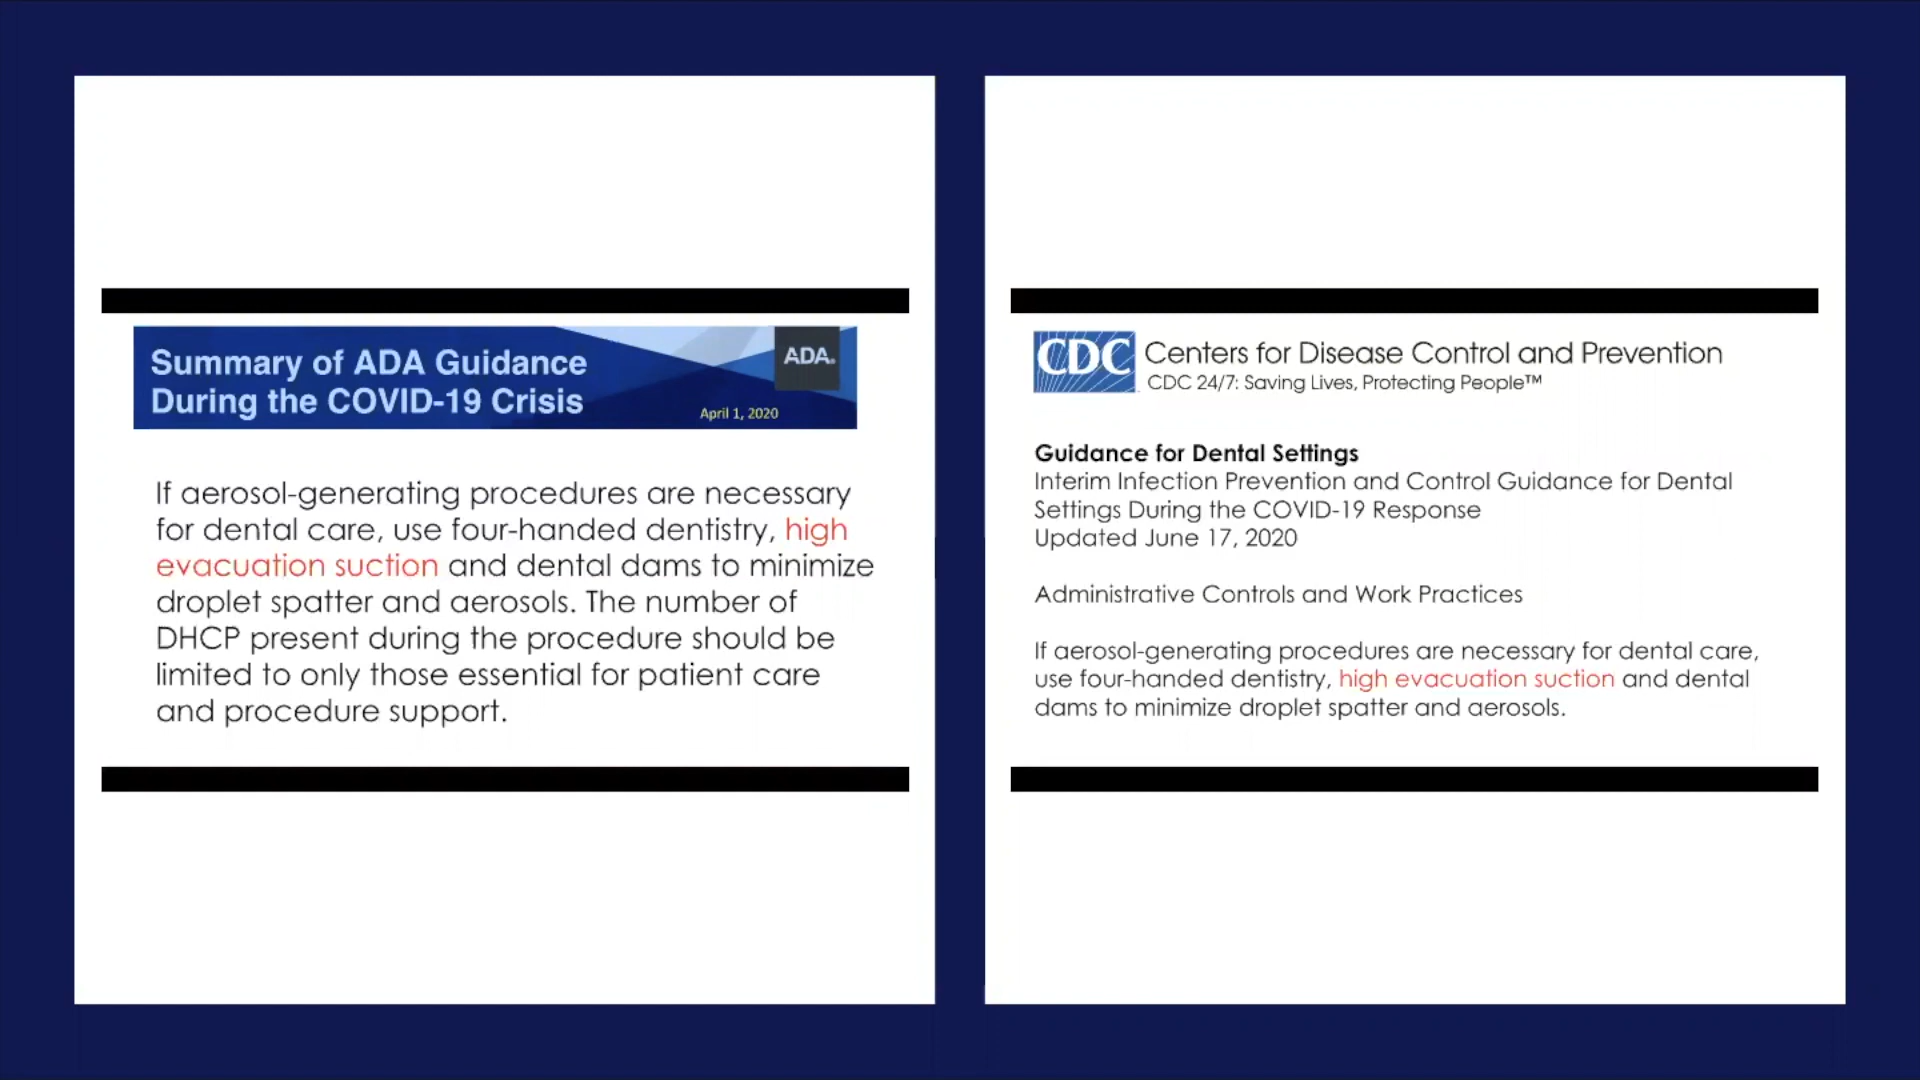 Summary of ADA Guidance
During the COVID-19 Crisis
ADA.
April 1, 2020
If aerosol-generating procedures are necessary
for dental care, use four-handed dentistry, high
evacuation suction and dental dams to minimize
droplet spatter and aerosols. The number of
DHCP present during the procedure should be
limited to only those essential for patient care
and procedure support.
CDC
Centers for Disease Control and Prevention
CDC 24/7: Saving Lives, Protecting People™
Guidance for Dental Settings
Interim Infection Prevention and Control Guidance for Dental
Settings During the COVID-19 Response
Updated June 17, 2020
Administrative Controls and Work Practices
If aerosol-generating procedures are necessary for dental care,
use four-handed dentistry, high evacuation suction and dental
dams to minimize droplet spatter and aerosols.